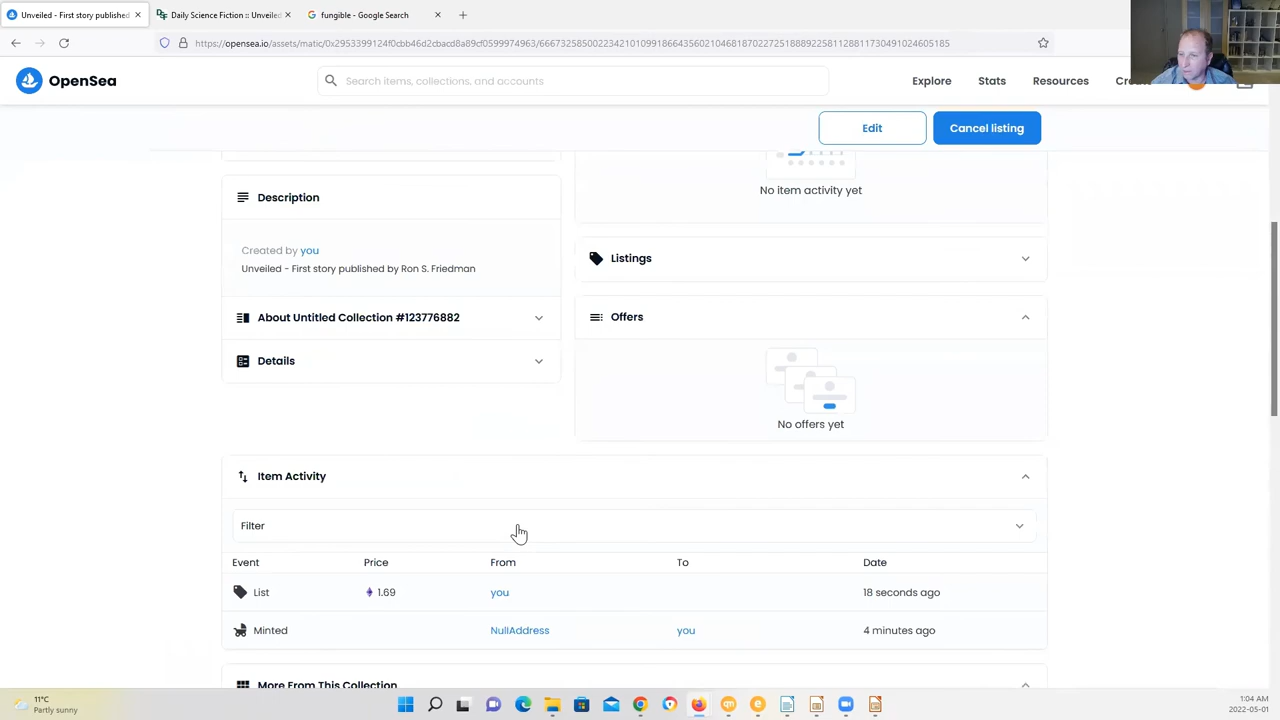 Unveiled - First story published
Daily Science Fiction :: Unveiled
fungible - Google Search
https://opensea.io/assets/matic/0x2953399124f0cbb46d2cbacd8a89cf0599974963/66673258500223421010991866435602104681870227251888922581128811730491024605185
OpenSea
Search items, collections, and accounts
Explore
Stats
Resources
Edit
Cancel listing
No item activity yet
Description
Created by you
Unveiled - First story published by Ron S. Friedman
Listings
About Untitled Collection #123776882
Offers
Details
No offers yet
Item Activity
Filter
Event Price From To Date
List 1.69 you 18 seconds ago
Minted NullAddress you 4 minutes ago
More From This Collection
11°C
Partly sunny
1:04 AM
2022-05-01